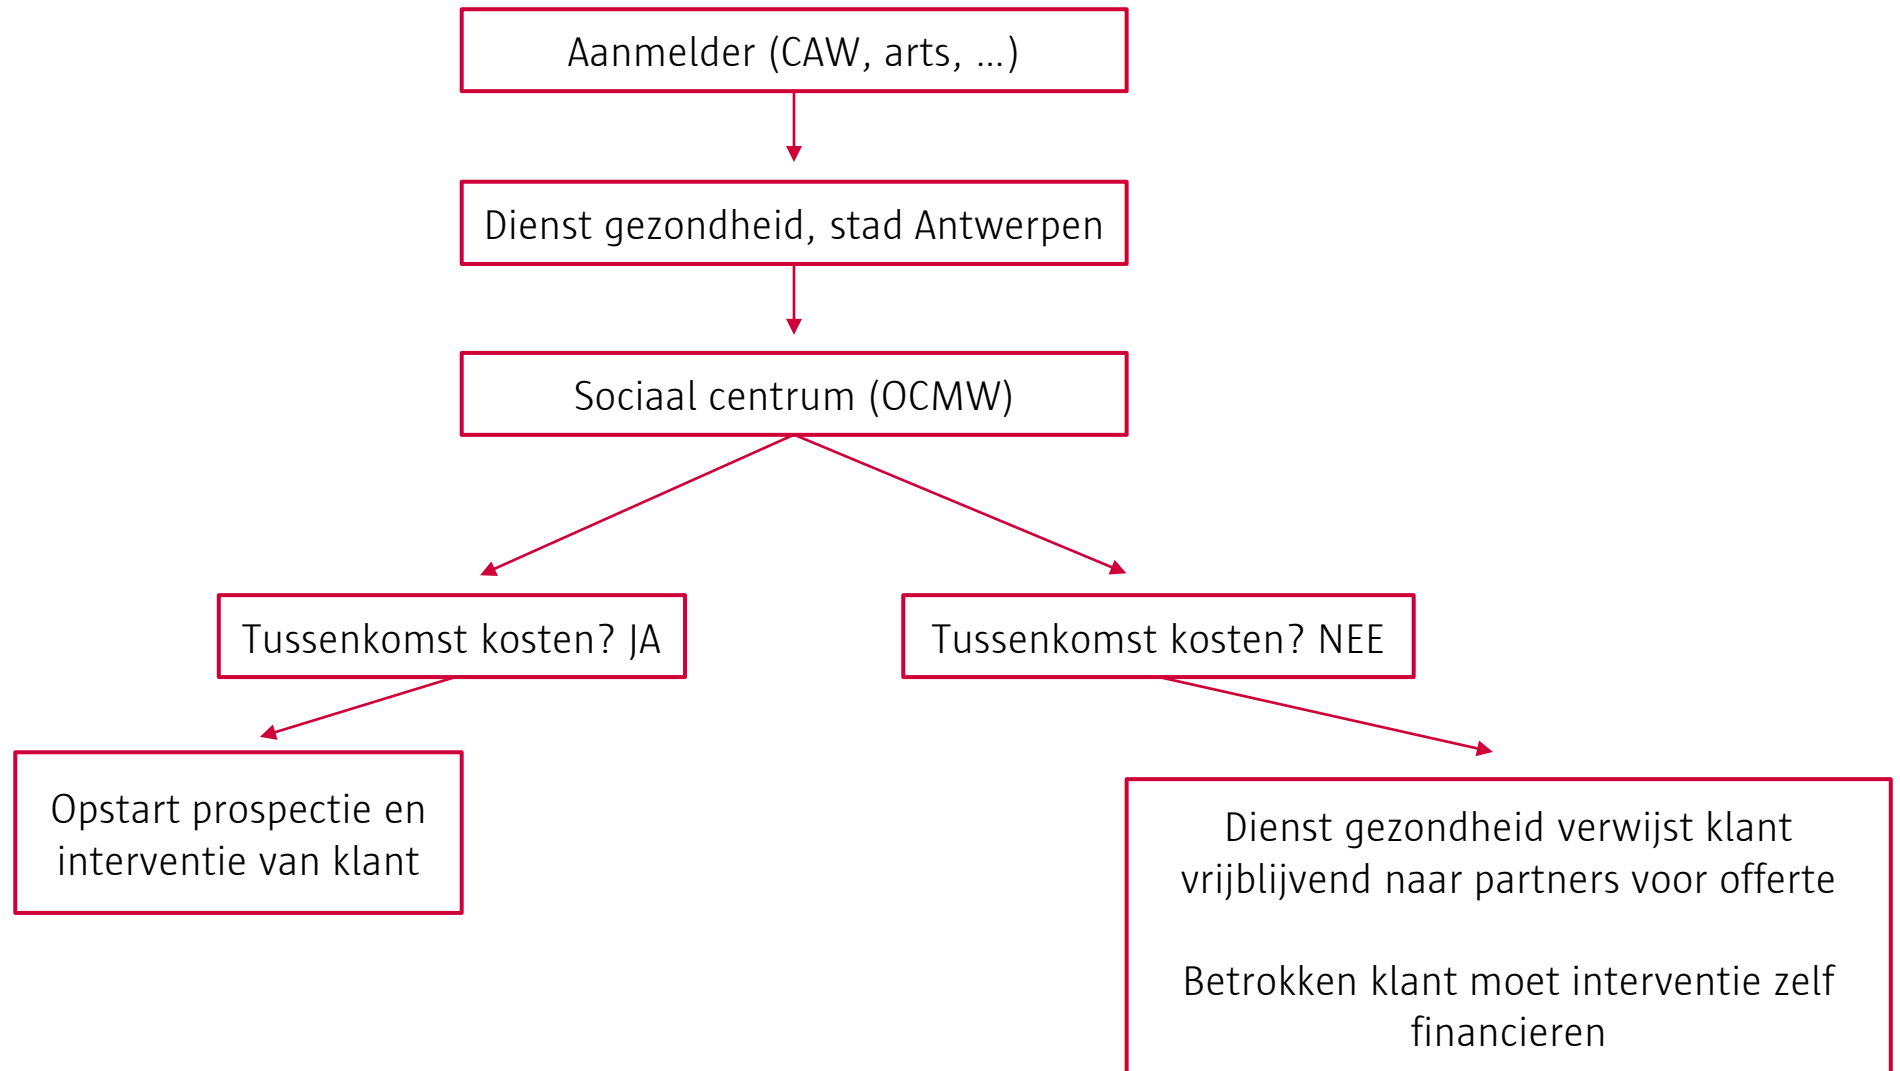 Aanmelder (CAW, arts, ...)
Dienst gezondheid, stad Antwerpen
Sociaal centrum (OCMW)
Tussenkomst kosten? JA
Tussenkomst kosten? NEE
Opstart prospectie en
interventie van klant
Dienst gezondheid verwijst klant
vrijblijvend naar partners voor offerte
Betrokken klant moet interventie zelf
financieren